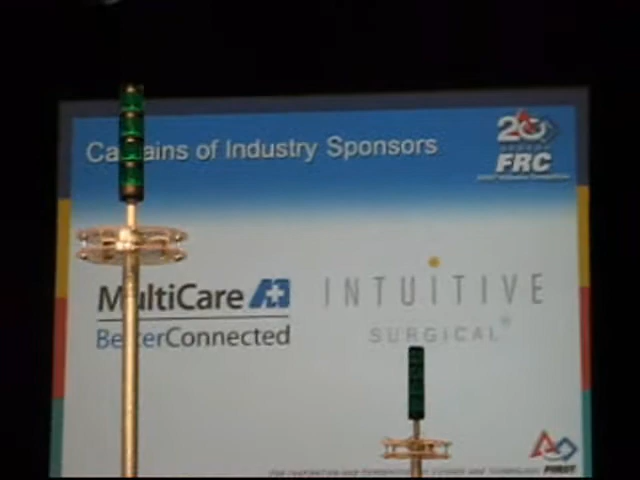 Captains of Industry Sponsors
20
FRC
MultiCare
BetterConnected
INTUITIVE
SURGICAL®
FIRST